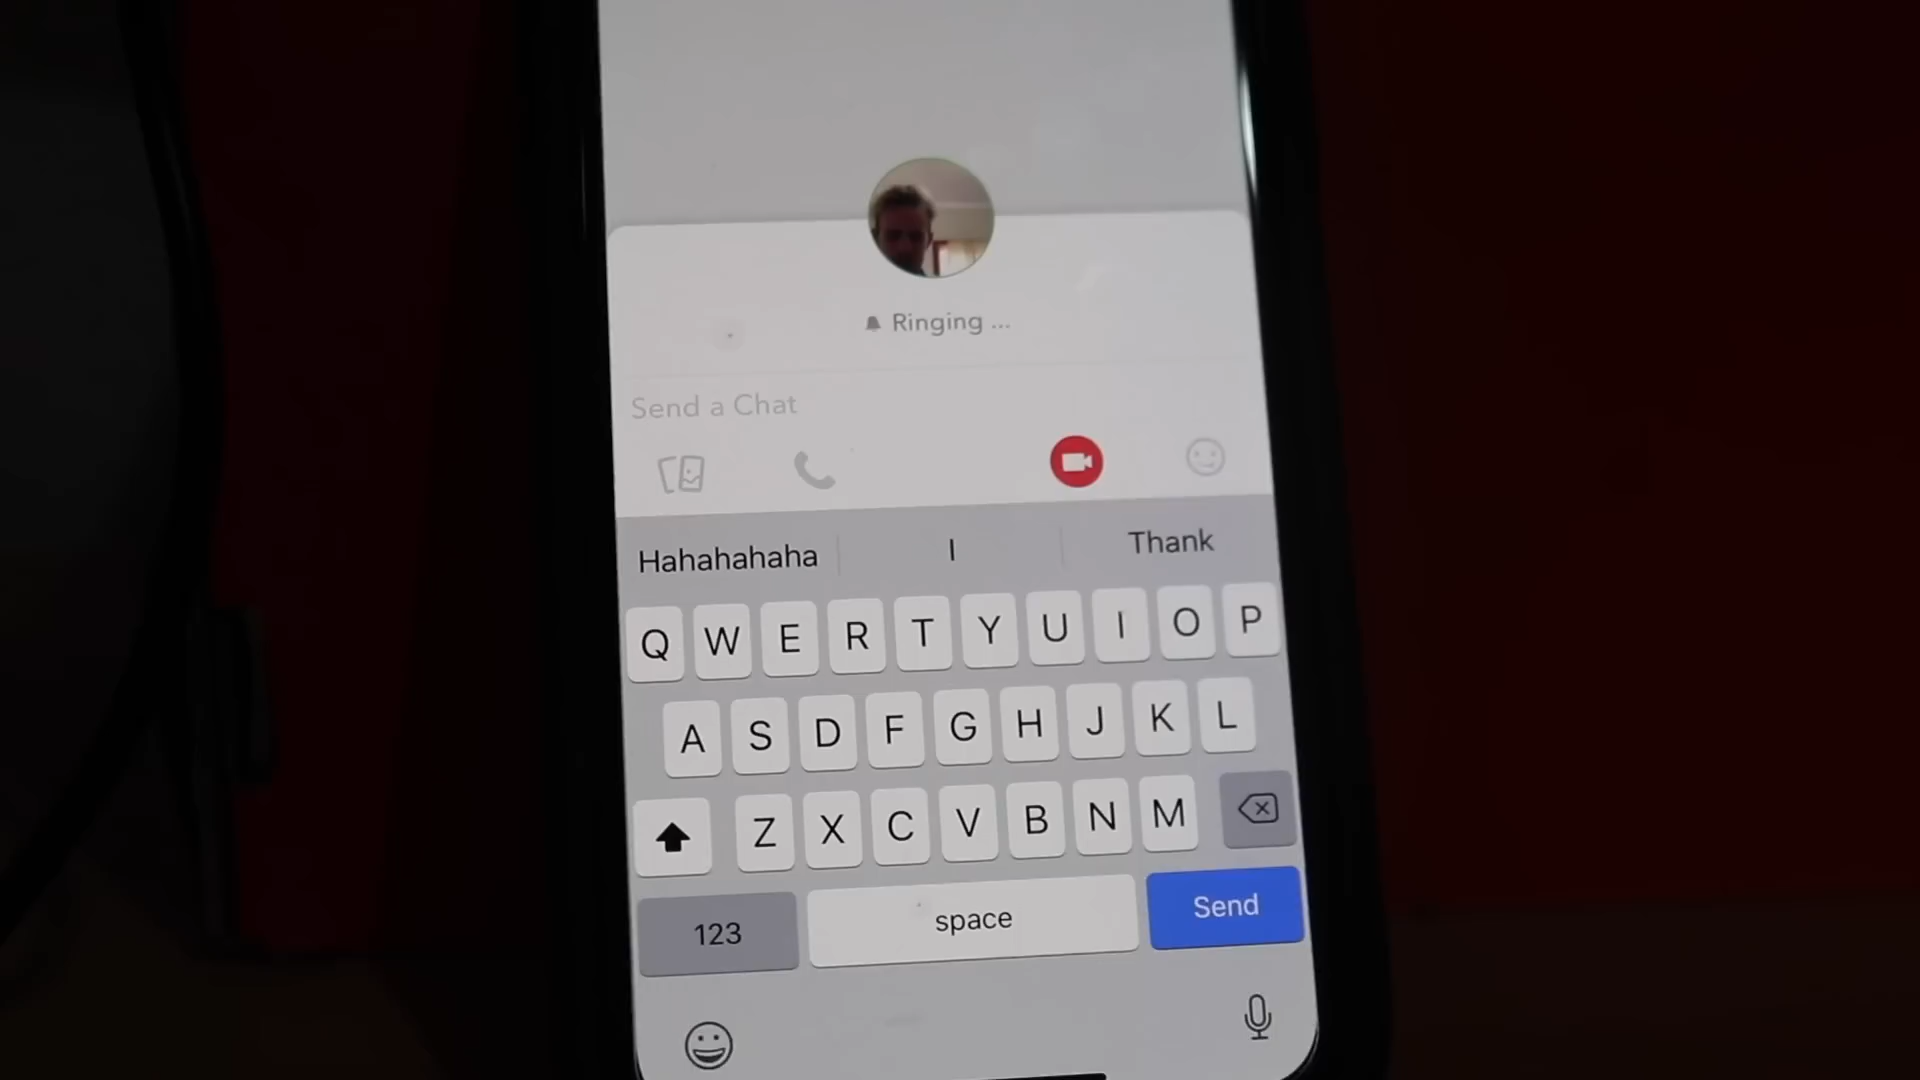 Ringing ...
Send a Chat
Hahahahaha I Thank
Q W E R T Y U I O P
A S D F G H J K L
Z X C V B N M
123 space Send